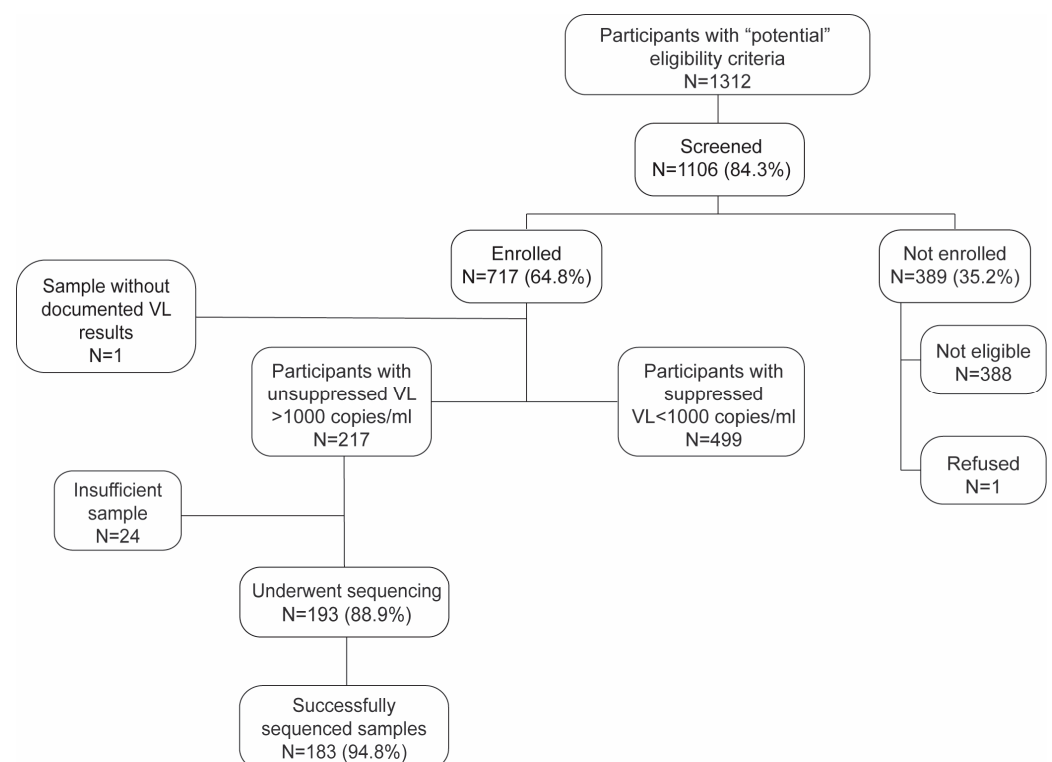 Participants with “potential”
eligibility criteria
N=1312
Screened
N=1106 (84.3%)
Enrolled
N=717 (64.8%)
Not enrolled
N=389 (35.2%)
Sample without
documented VL
results
N=1
Not eligible
N=388
Participants with
unsuppressed VL
>1000 copies/ml
N=217
Participants with
suppressed
VL<1000 copies/ml
N=499
Refused
N=1
Insufficient
sample
N=24
Underwent sequencing
N=193 (88.9%)
Successfully
sequenced samples
N=183 (94.8%)